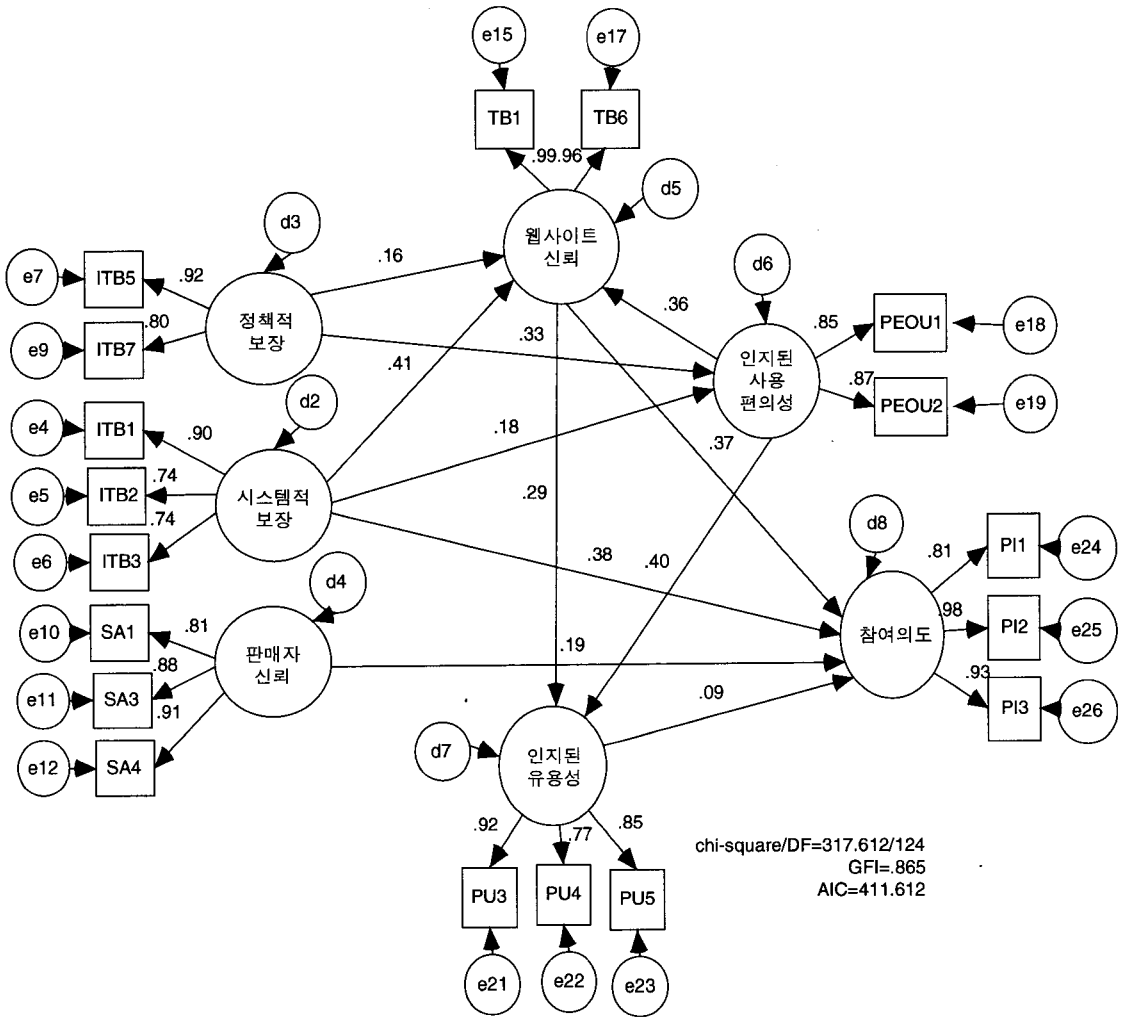 e15
e17
TB1
TB6
.99
.96
d5
d3
웹사이트
신뢰
d6
e7
ITB5
.92
.16
정책적
보장
.36
e9
ITB7
.80
.33
인지된
사용
편의성
.85
PEOU1
e18
.87
PEOU2
e19
.41
d2
e4
ITB1
.90
.18
.37
e5
ITB2
.74
시스템적
보장
.29
e6
ITB3
.74
d8
.38
.40
.81
PI1
e24
d4
e10
SA1
.81
참여의도
.98
PI2
e25
판매자
신뢰
.19
e11
SA3
.88
.93
PI3
e26
.91
.09
e12
SA4
d7
인지된
유용성
.92
.77
.85
PU3
PU4
PU5
e21
e22
e23
chi-square/DF=317.612/124
GFI=.865
AIC=411.612